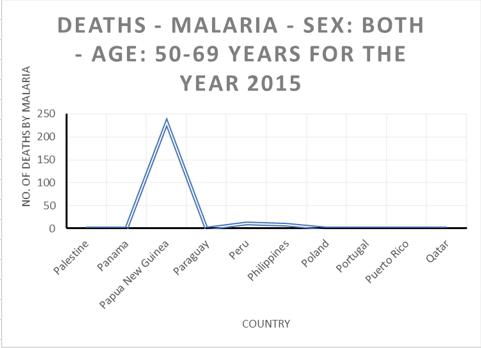 DEATHS - MALARIA - SEX: BOTH
- AGE: 50-69 YEARS FOR THE
YEAR 2015
NO. OF DEATHS BY MALARIA
250
200
150
100
50
0
Palestine
Panama
Papua New Guinea
Paraguay
Peru
Philippines
Poland
Portugal
Puerto Rico
Qatar
COUNTRY